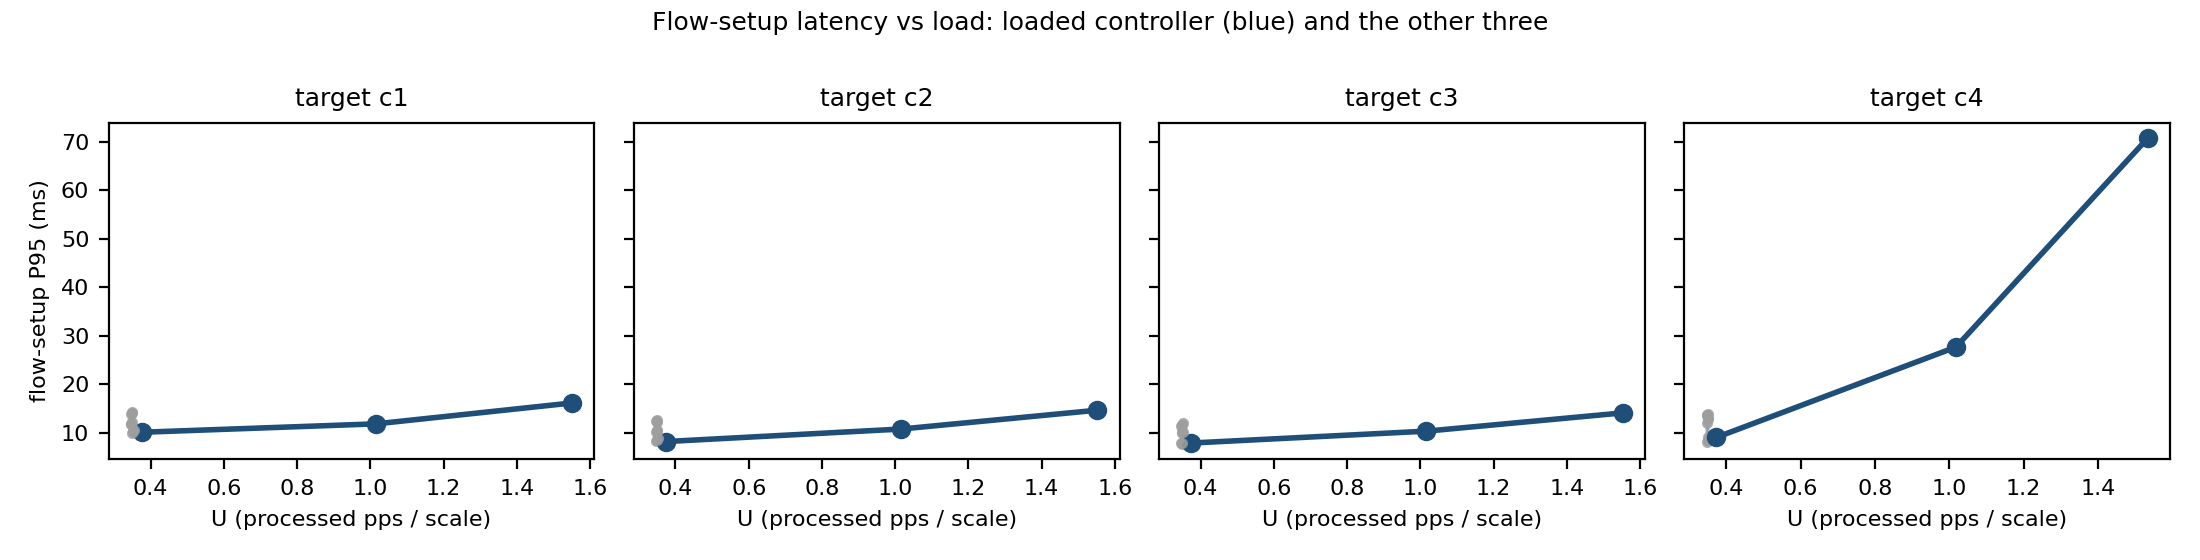 Flow-setup latency vs load: loaded controller (blue) and the other three
target c1
target c2
target c3
target c4
flow-setup P95 (ms)
70
60
50
40
30
20
10
0.4 0.6 0.8 1.0 1.2 1.4 1.6
0.4 0.6 0.8 1.0 1.2 1.4 1.6
0.4 0.6 0.8 1.0 1.2 1.4 1.6
0.4 0.6 0.8 1.0 1.2 1.4
U (processed pps / scale)
U (processed pps / scale)
U (processed pps / scale)
U (processed pps / scale)